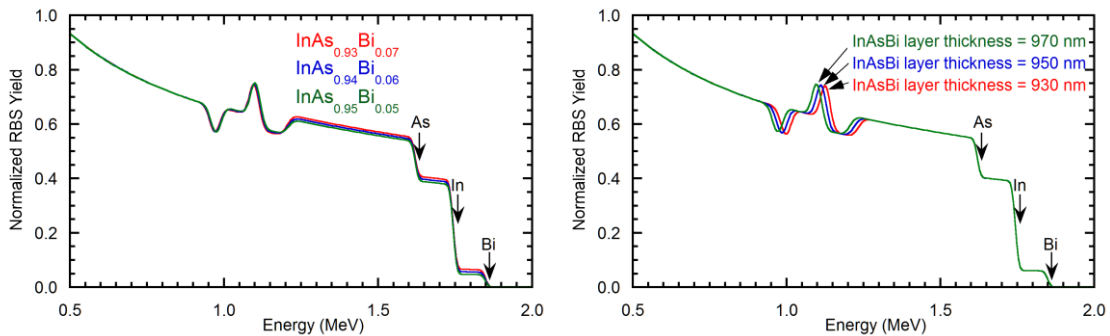 InAs0.93Bi0.07
InAs0.94Bi0.06
InAs0.95Bi0.05
As
In
Bi
Normalized RBS Yield
1.0
0.8
0.6
0.4
0.2
0.0
0.5
1.0
1.5
2.0
Energy (MeV)
InAsBi layer thickness = 970 nm
InAsBi layer thickness = 950 nm
InAsBi layer thickness = 930 nm
As
In
Bi
Normalized RBS Yield
1.0
0.8
0.6
0.4
0.2
0.0
0.5
1.0
1.5
2.0
Energy (MeV)